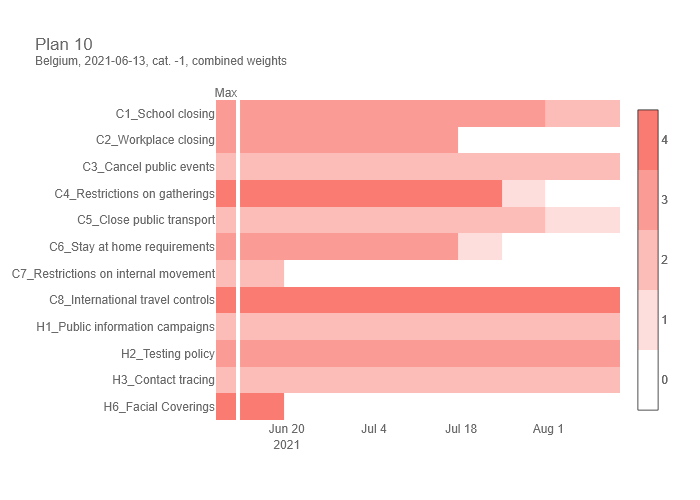 Plan 10
Belgium, 2021-06-13, cat. -1, combined weights
Max
C1_School closing
C2_Workplace closing
C3_Cancel public events
C4_Restrictions on gatherings
C5_Close public transport
C6_Stay at home requirements
C7_Restrictions on internal movement
C8_International travel controls
H1_Public information campaigns
H2_Testing policy
H3_Contact tracing
H6_Facial Coverings
Jun 20 Jul 4 Jul 18 Aug 1
2021
4
3
2
1
0